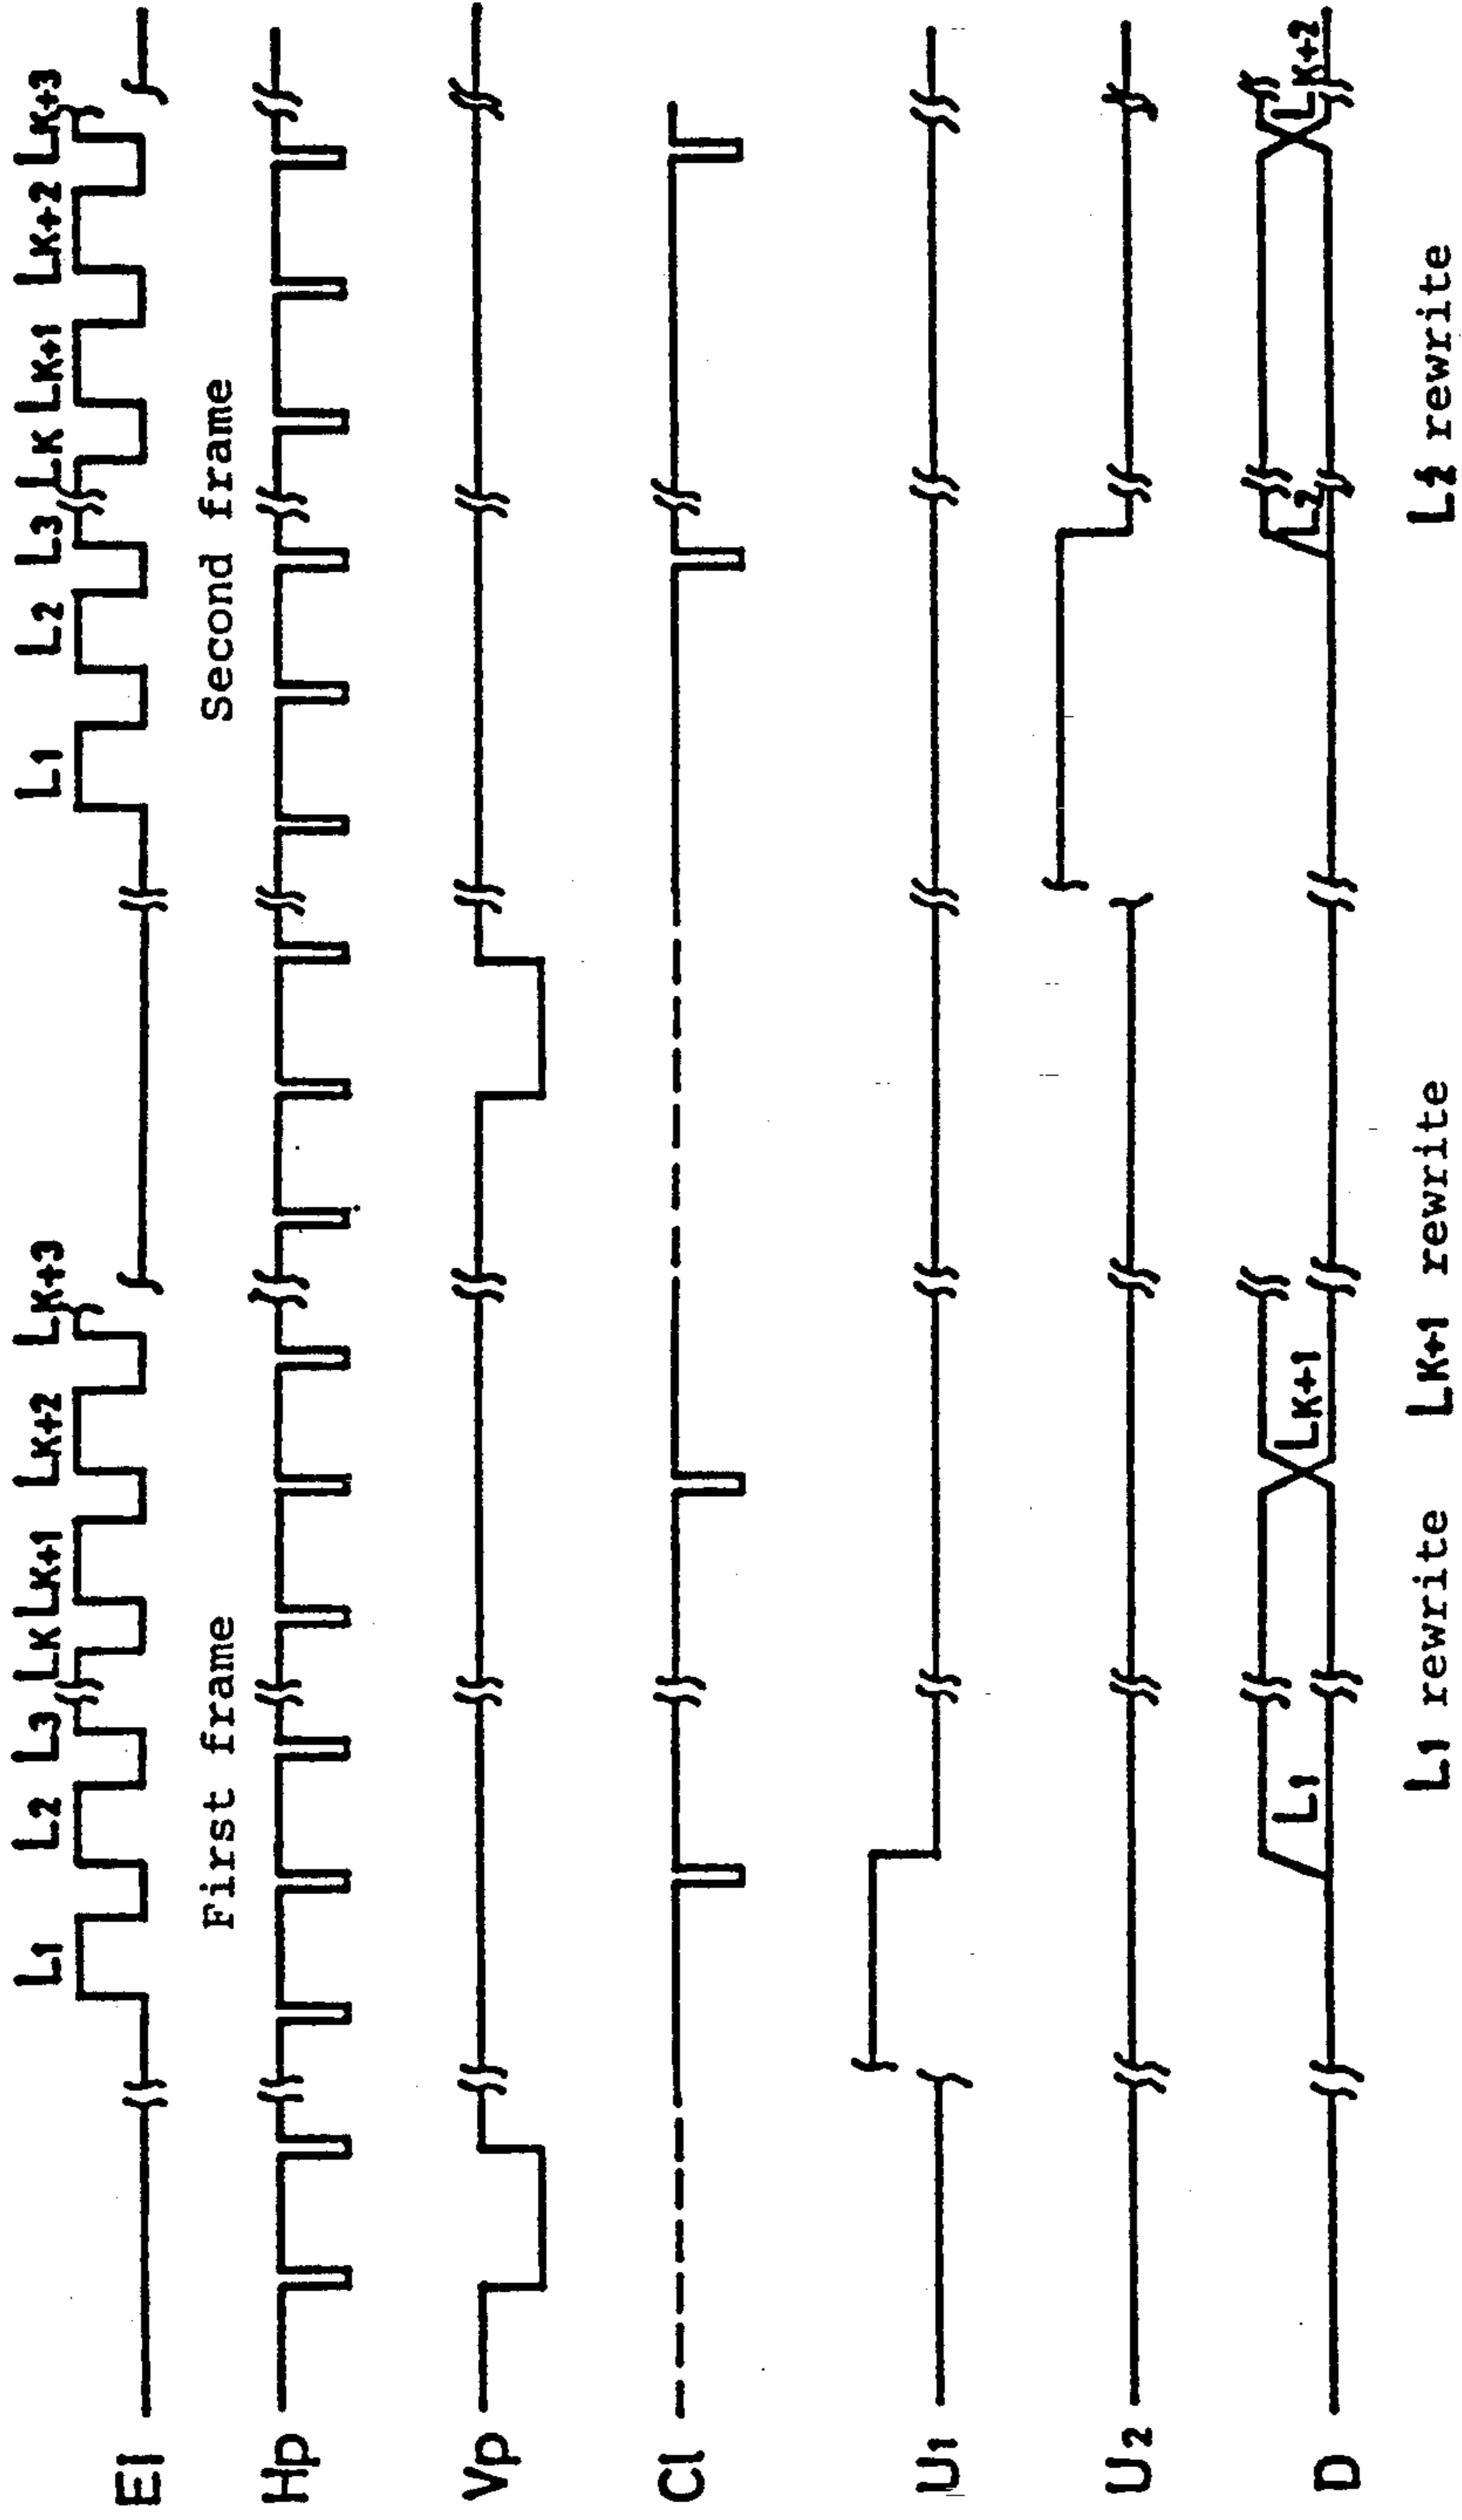 L1 L2 L3 LK LK+1 LK+2 LK+3 L1 L2 L3 LK LK+1 LK+2 LK+3
El
First frame Second frame
Hp
Vp
Cl
U1
U2
D L1 LK+1 L2 LK+2
L1 rewrite LK+1 rewrite L2 rewrite